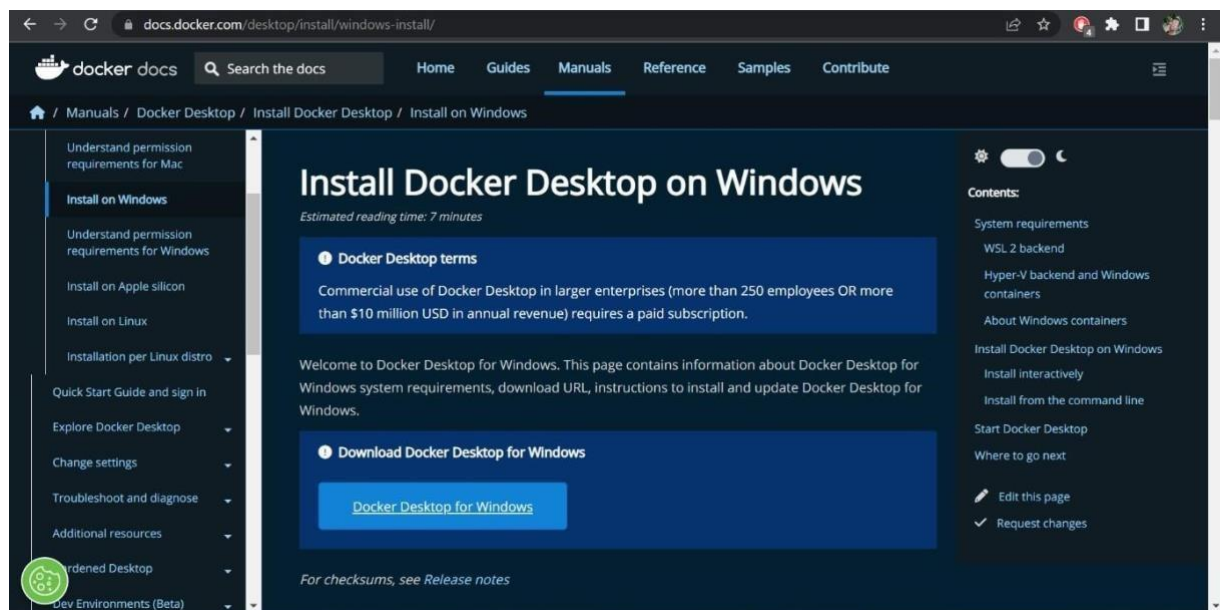 docs.docker.com/desktop/install/windows-install/
4
docker docs
Search the docs
Home Guides Manuals Reference Samples Contribute
/ Manuals / Docker Desktop / Install Docker Desktop / Install on Windows
Understand permission
requirements for Mac
Install on Windows
Understand permission
requirements for Windows
Install on Apple silicon
Install on Linux
Installation per Linux distro
Quick Start Guide and sign in
Explore Docker Desktop
Change settings
Troubleshoot and diagnose
Additional resources
rdened Desktop
Dev Environments (Beta)
Install Docker Desktop on Windows
Estimated reading time: 7 minutes
Docker Desktop terms
Commercial use of Docker Desktop in larger enterprises (more than 250 employees OR more
than $10 million USD in annual revenue) requires a paid subscription.
Welcome to Docker Desktop for Windows. This page contains information about Docker Desktop for
Windows system requirements, download URL, instructions to install and update Docker Desktop for
Windows.
Download Docker Desktop for Windows
Docker Desktop for Windows
For checksums, see Release notes
Contents:
System requirements
WSL 2 backend
Hyper-V backend and Windows
containers
About Windows containers
Install Docker Desktop on Windows
Install interactively
Install from the command line
Start Docker Desktop
Where to go next
Edit this page
Request changes